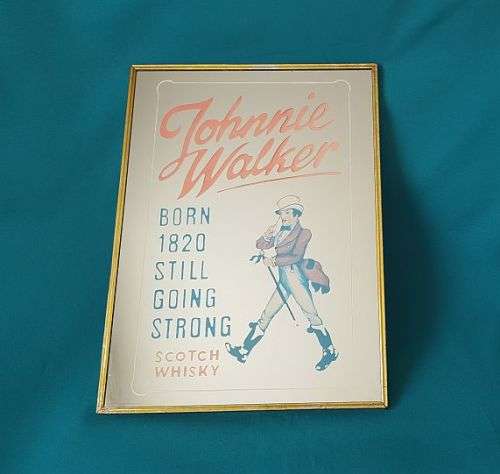 Johnnie
Walker
BORN
1820
STILL
GOING
STRONG
SCOTCH
WHISKY